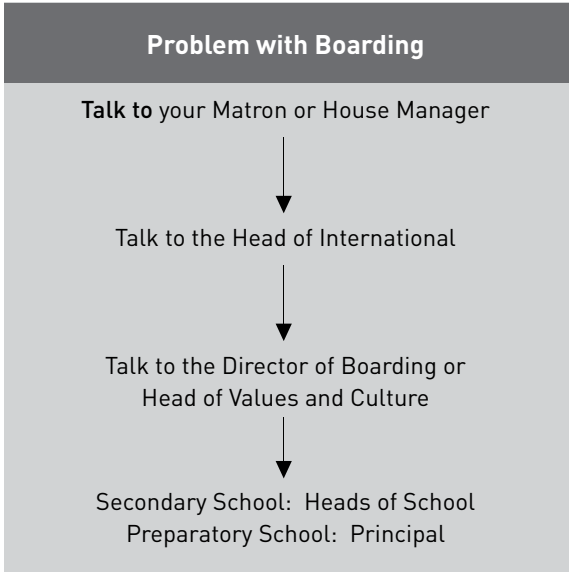 Problem with Boarding
Talk to your Matron or House Manager
Talk to the Head of International
Talk to the Director of Boarding or
Head of Values and Culture
Secondary School: Heads of School
Preparatory School: Principal